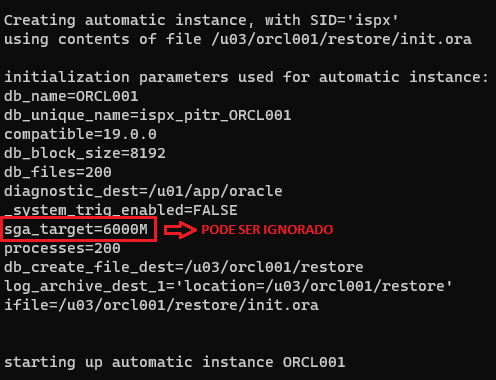 Creating automatic instance, with SID='ispx'
using contents of file /u03/orcl001/restore/init.ora
initialization parameters used for automatic instance:
db_name=ORCL001
db_unique_name=ispx_pitr_ORCL001
compatible=19.0.0
db_block_size=8192
db_files=200
diagnostic_dest=/u01/app/oracle
_system_trig_enabled=FALSE
sga_target=6000M PODE SER IGNORADO
processes=200
db_create_file_dest=/u03/orcl001/restore
log_archive_dest_1='location=/u03/orcl001/restore'
ifile=/u03/orcl001/restore/init.ora
starting up automatic instance ORCL001